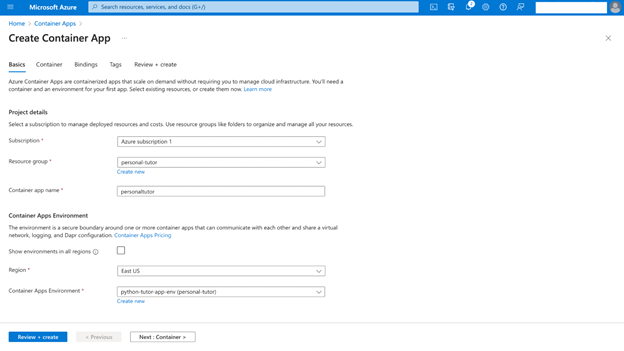 Microsoft Azure
Search resources, services, and docs (G+/)
Home > Container Apps >
Create Container App ...
Basics Container Bindings Tags Review + create
Azure Container Apps are containerized apps that scale on demand without requiring you to manage cloud infrastructure. You'll need a
container and an environment for your first app. Select existing resources, or create them now. Learn more
Project details
Select a subscription to manage deployed resources and costs. Use resource groups like folders to organize and manage all your resources.
Subscription * Azure subscription 1
Resource group * personal-tutor
Create new
Container app name * personaltutor
Container Apps Environment
The environment is a secure boundary around one or more container apps that can communicate with each other and share a virtual
network, logging, and Dapr configuration. Container Apps Pricing
Show environments in all regions
Region * East US
Container Apps Environment * python-tutor-app-env (personal-tutor)
Create new
Review + create < Previous Next : Container >